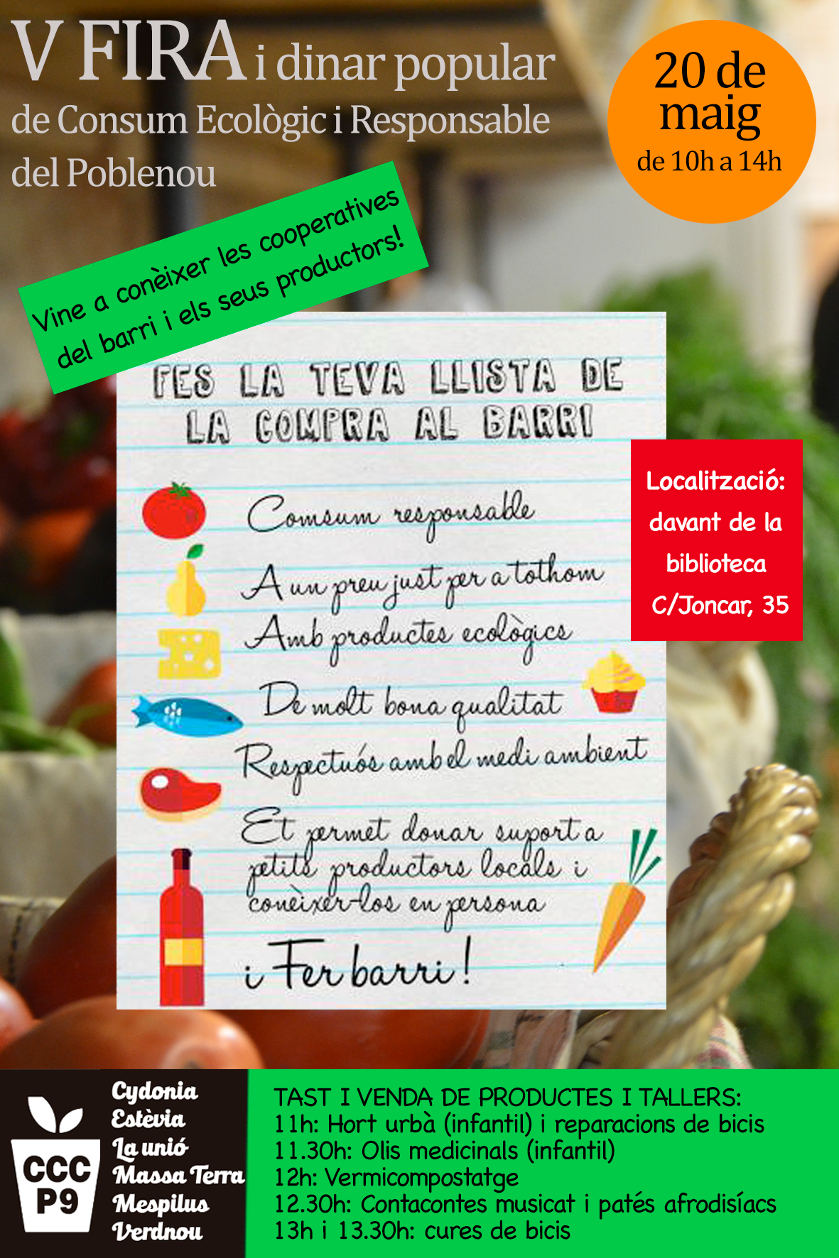 V FIRA i dinar popular
de Consum Ecològic i Responsable
del Poblenou
20 de
maig
de 10h a 14h
Vine a conèixer les cooperatives
del barri i els seus productors!
FES LA TEVA LLISTA DE
LA COMPRA AL BARRI
Comsum responsable
A un preu just per a tothom
Amb productes ecològics
De molt bona qualitat
Respectuós amb el medi ambient
Et permet donar suport a
petits productors locals i
conèixer-los en persona
i Fer barri!
Localització:
davant de la
biblioteca
C/Joncar, 35
CCC
P9
Cydonia
Estèvia
La unió
Massa Terra
Mespilus
Verdnou
TAST I VENDA DE PRODUCTES I TALLERS:
11h: Hort urbà (infantil) i reparacions de bicis
11.30h: Olis medicinals (infantil)
12h: Vermicompostatge
12.30h: Contacontes musicat i patés afrodisíacs
13h i 13.30h: cures de bicis